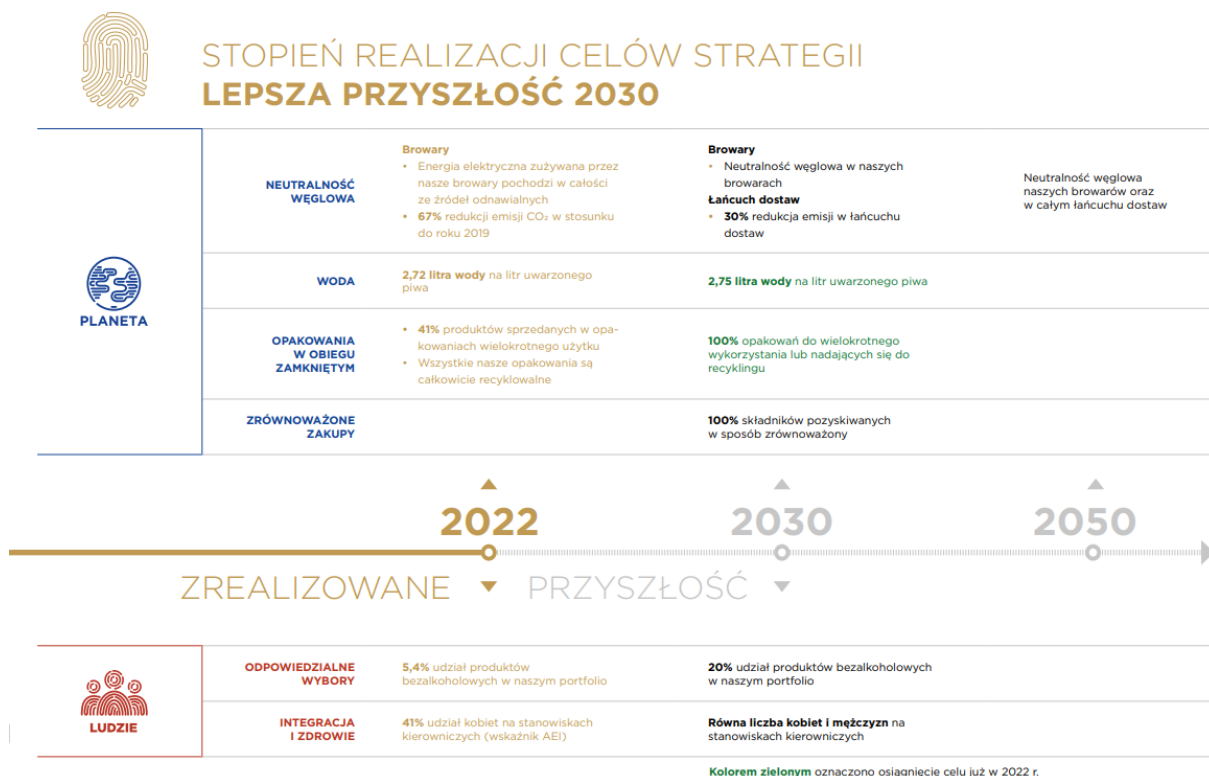 STOPIEŃ REALIZACJI CELÓW STRATEGII
LEPSZA PRZYSZŁOŚĆ 2030
PLANETA
NEUTRALNOŚĆ
WĘGLOWA
Browary
• Energia elektryczna zużywana przez
nasze browary pochodzi w całości
ze źródeł odnawialnych
• 67% redukcji emisji CO₂ w stosunku
do roku 2019
Browary
• Neutralność węglowa w naszych
browarach
Łańcuch dostaw
• 30% redukcja emisji w łańcuchu
dostaw
Neutralność węglowa
naszych browarów oraz
w całym łańcuchu dostaw
WODA
2,72 litra wody na litr uwarzonego
piwa
2,75 litra wody na litr uwarzonego piwa
OPAKOWANIA
W OBIEGU
ZAMKNIĘTYM
• 41% produktów sprzedanych w opa-
kowaniach wielokrotnego użytku
• Wszystkie nasze opakowania są
całkowicie recyklowalne
100% opakowań do wielokrotnego
wykorzystania lub nadających się do
recyklingu
ZRÓWNOWAŻONE
ZAKUPY
100% składników pozyskiwanych
w sposób zrównoważony
2022
2030
2050
ZREALIZOWANE
PRZYSZŁOŚĆ
LUDZIE
ODPOWIEDZIALNE
WYBORY
5,4% udział produktów
bezalkoholowych w naszym portfolio
20% udział produktów bezalkoholowych
w naszym portfolio
INTEGRACJA
I ZDROWIE
41% udział kobiet na stanowiskach
kierowniczych (wskaźnik AEI)
Równa liczba kobiet i mężczyzn na
stanowiskach kierowniczych
Kolorem zielonym oznaczono osiągnięcie celu już w 2022 r.